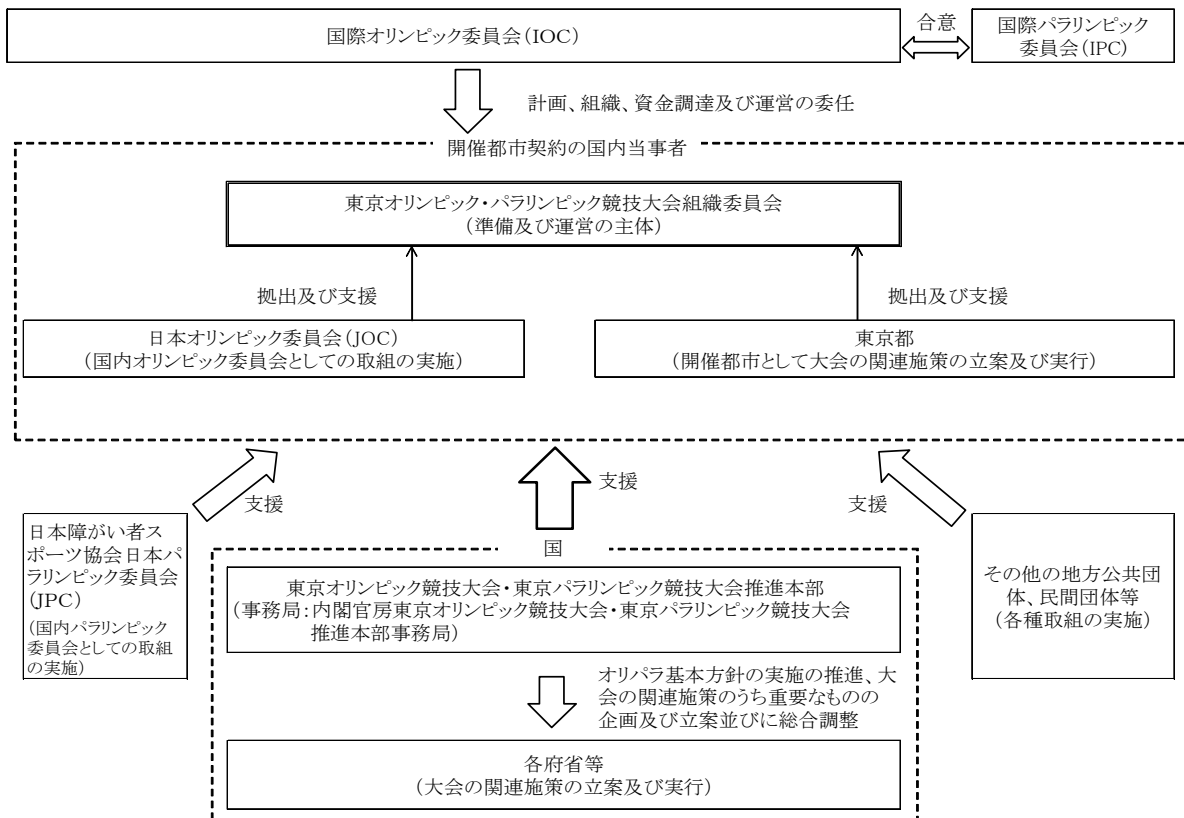 国際オリンピック委員会(IOC)
合意
国際パラリンピック
委員会(IPC)
計画、組織、資金調達及び運営の委任
開催都市契約の国内当事者
東京オリンピック・パラリンピック競技大会組織委員会
(準備及び運営の主体)
拠出及び支援
拠出及び支援
日本オリンピック委員会(JOC)
(国内オリンピック委員会としての取組の実施)
東京都
(開催都市として大会の関連施策の立案及び実行)
支援
支援
支援
日本障がい者ス
ポーツ協会日本パ
ラリンピック委員会
(JPC)
(国内パラリンピック
委員会としての取組
の実施)
国
東京オリンピック競技大会・東京パラリンピック競技大会推進本部
(事務局:内閣官房東京オリンピック競技大会・東京パラリンピック競技大会
推進本部事務局)
オリパラ基本方針の実施の推進、大
会の関連施策のうち重要なものの
企画及び立案並びに総合調整
各府省等
(大会の関連施策の立案及び実行)
その他の地方公共団
体、民間団体等
(各種取組の実施)